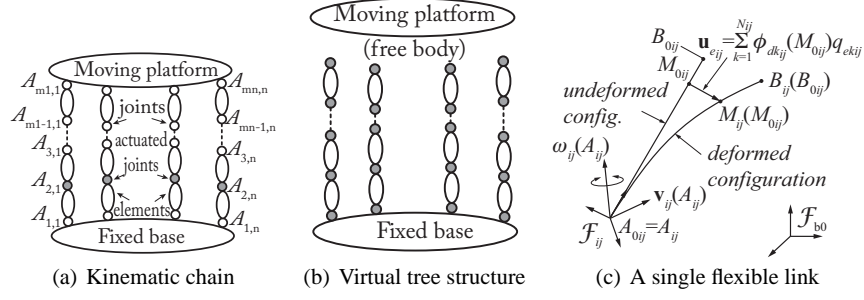 Moving platform
A_{m1,1}
A_{mn,n}
joints
A_{m1-1,1}
A_{mn-1,n}
actuated
A_{3,1}
A_{3,n}
joints
A_{2,1}
A_{2,n}
elements
A_{1,1}
A_{1,n}
Fixed base
(a) Kinematic chain
Moving platform
(free body)
Fixed base
(b) Virtual tree structure
B_{0ij}
u_{e_{ij}}=\sum_{k=1}^{N_{ij}} \phi_{dk_{ij}}(M_{0ij})q_{ekij}
M_{0ij}
B_{ij}(B_{0ij})
undeformed
config.
M_{ij}(M_{0ij})
ω_{ij}(A_{ij})
deformed
configuration
v_{ij}(A_{ij})
A_{0ij}=A_{ij}
F_{ij}
F_{b0}
(c) A single flexible link